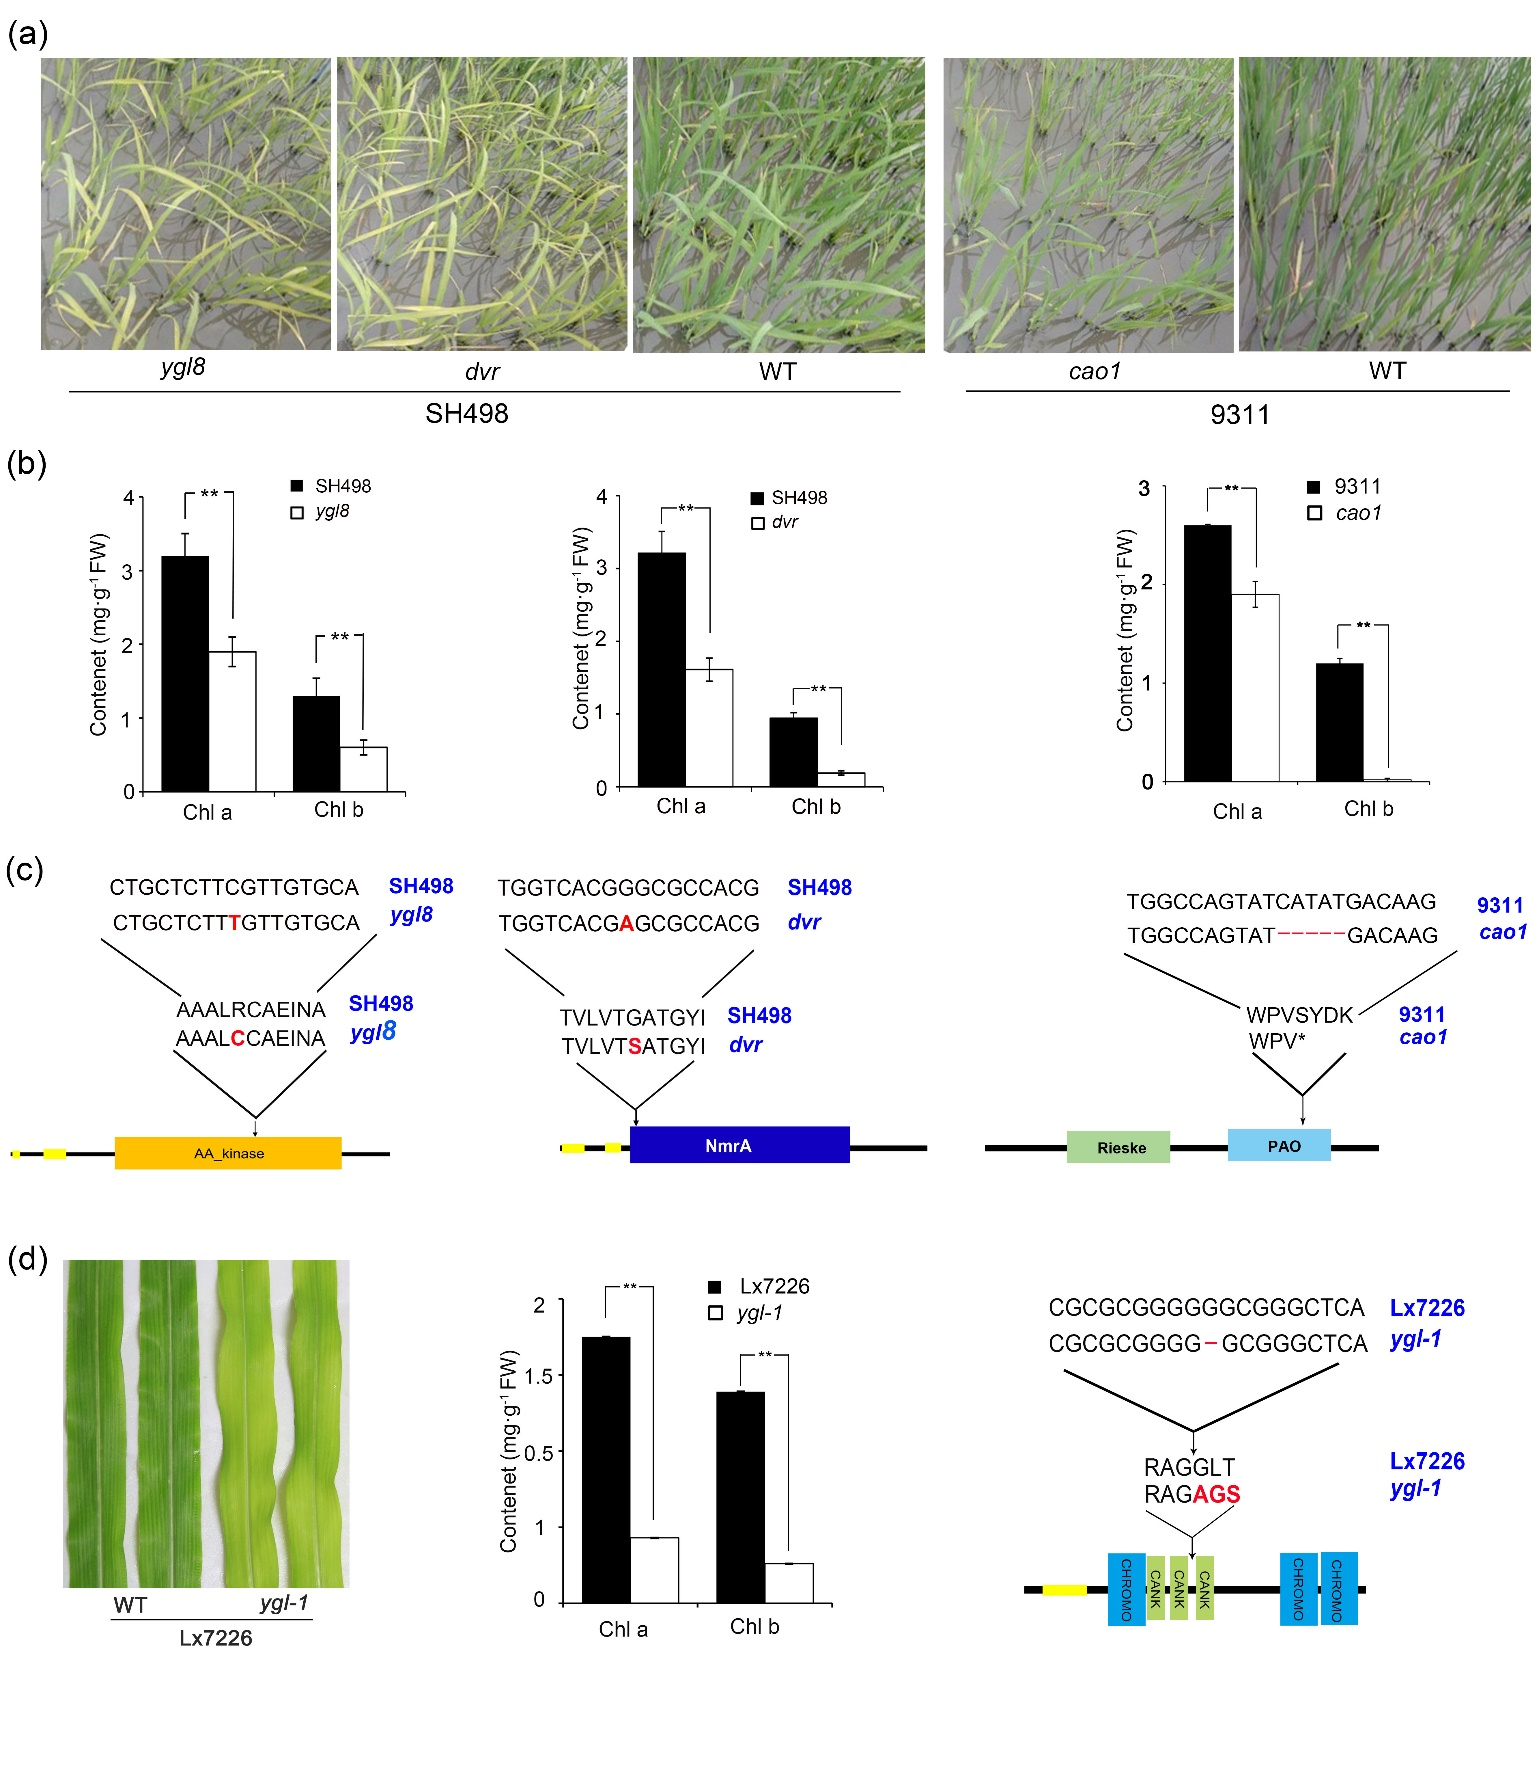 (a)
ygl8
dvr
WT
cao1
WT
SH498
9311
(b)
SH498
ygl8
4
3
2
1
0
Contenet (mg·g⁻¹ FW)
**
**
Chl a
Chl b
SH498
dvr
4
3
2
1
0
Contenet (mg·g⁻¹ FW)
**
**
Chl a
Chl b
9311
cao1
3
2
1
0
Contenet (mg·g⁻¹ FW)
**
**
Chl a
Chl b
(c)
CTGCTCTTCGTTGTGCA SH498
CTGCTCTTTGTTGTGCA ygl8
AAALRCAEINA SH498
AAALCCAEINA ygl8
AA_kinase
TGGTCACGGGCGCCACG SH498
TGGTCACGAGCGCCACG dvr
TVLVTGATGYI SH498
TVLVTSATGYI dvr
NmrA
TGGCCAGTATCATATGACAAG 9311
TGGCCAGTAT-----GACAAG cao1
WPVSYDK 9311
WPV* cao1
Rieske
PAO
(d)
WT
ygl-1
Lx7226
Lx7226
ygl-1
2
1.5
0.5
1
0
Contenet (mg·g⁻¹ FW)
**
**
Chl a
Chl b
CGCGCGGGGGGCGGGCTCA Lx7226
CGCGCGGGG-GCGGGCTCA ygl-1
RAGGLT Lx7226
RAGAGS ygl-1
CHROMO
CANK
CANK
CANK
CHROMO
CHROMO